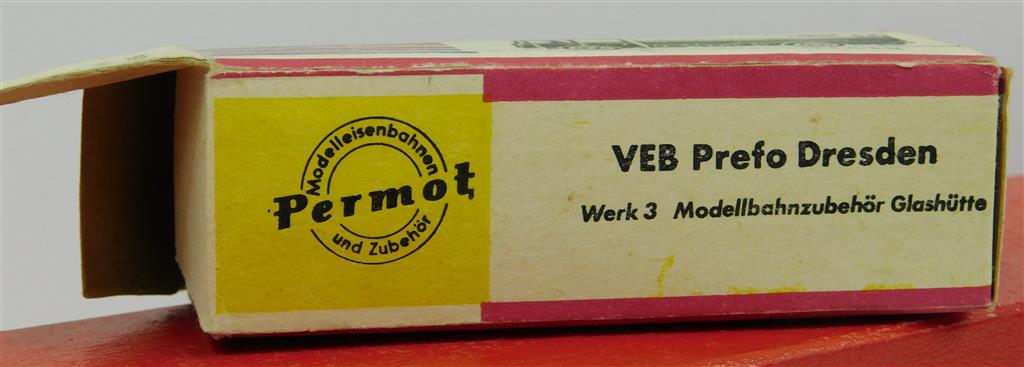 Modelleisenbahnen
Permot
und Zubehör
VEB Prefo Dresden
Werk 3 Modellbahnzubehör Glashütte